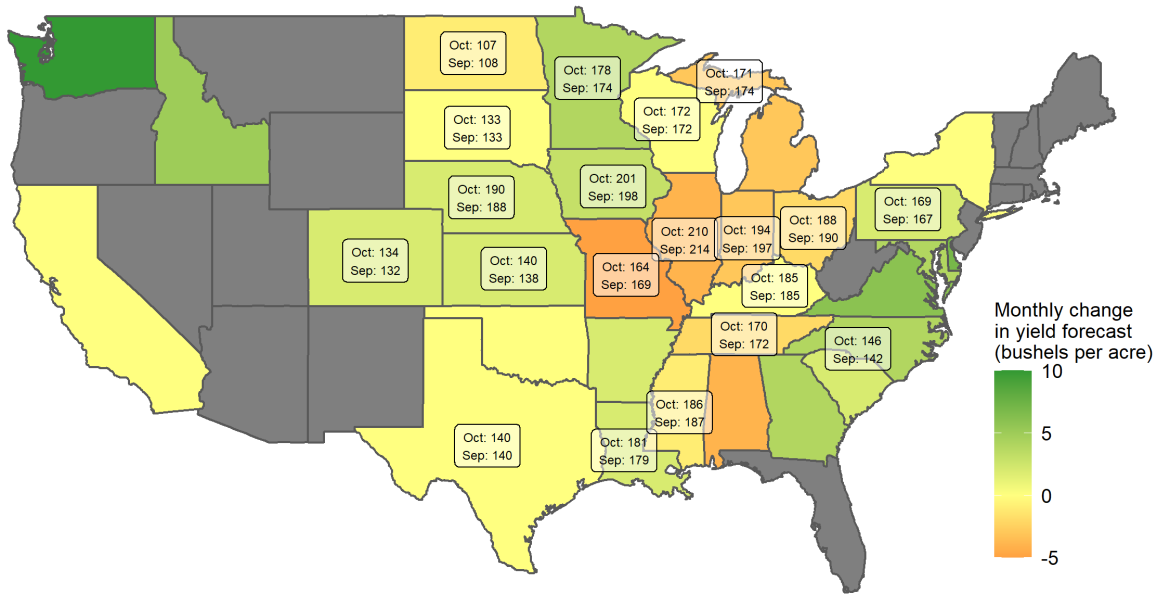 Oct: 107
Sep: 108
Oct: 178
Sep: 174
Oct: 171
Sep: 174
Oct: 133
Sep: 133
Oct: 172
Sep: 172
Oct: 190
Sep: 188
Oct: 201
Sep: 198
Oct: 169
Sep: 167
Oct: 134
Sep: 132
Oct: 140
Sep: 138
Oct: 164
Sep: 169
Oct: 210
Sep: 214
Oct: 194
Sep: 197
Oct: 188
Sep: 190
Oct: 185
Sep: 185
Oct: 170
Sep: 172
Oct: 146
Sep: 142
Oct: 186
Sep: 187
Oct: 140
Sep: 140
Oct: 181
Sep: 179
Monthly change
in yield forecast
(bushels per acre)
10
5
0
-5